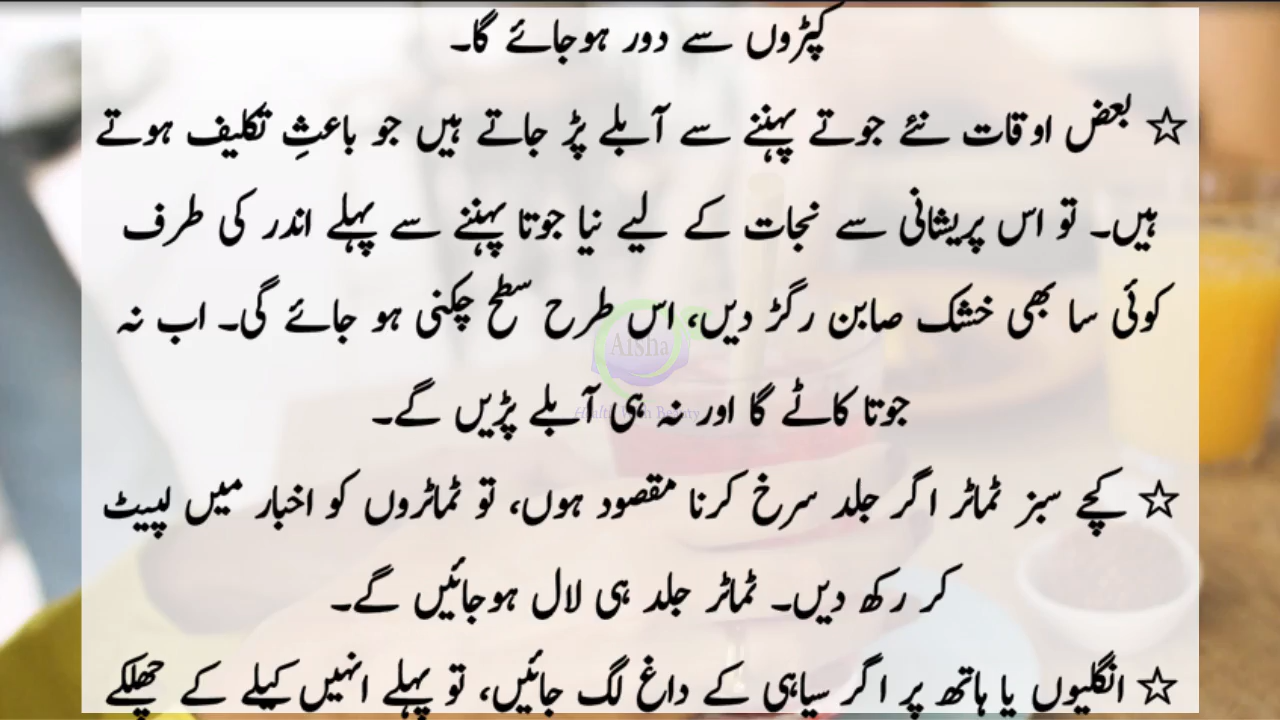 کپڑوں سے دور ہوجائے گا۔
☆ بعض اوقات نئے جوتے پہننے سے آبلے پڑ جاتے ہیں جو باعثِ تکلیف ہوتے
ہیں۔ تو اس پریشانی سے نجات کے لیے نیا جوتا پہننے سے پہلے اندر کی طرف
کوئی سا بھی خشک صابن رگڑ دیں، اس طرح سطح چکنی ہو جائے گی۔ اب نہ
Aisha
جوتا کاٹے گا اور نہ ہی آبلے پڑیں گے۔
Health With Beauty
☆ کچے سبز ٹماٹر اگر جلد سرخ کرنا مقصود ہوں، تو ٹماٹروں کو اخبار میں لپیٹ
کر رکھ دیں۔ ٹماٹر جلد ہی لال ہوجائیں گے۔
☆ انگلیوں یا ہاتھ پر اگر سیاہی کے داغ لگ جائیں، تو پہلے انہیں کیلے کے چھلکے